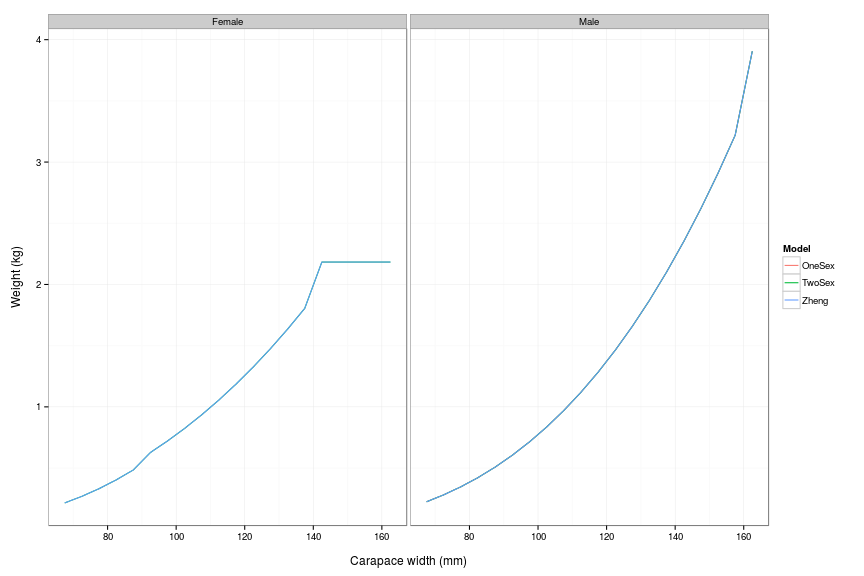 Female
Male
4
3
2
1
Weight (kg)
80
100
120
140
160
80
100
120
140
160
Carapace width (mm)
Model
OneSex
TwoSex
Zheng